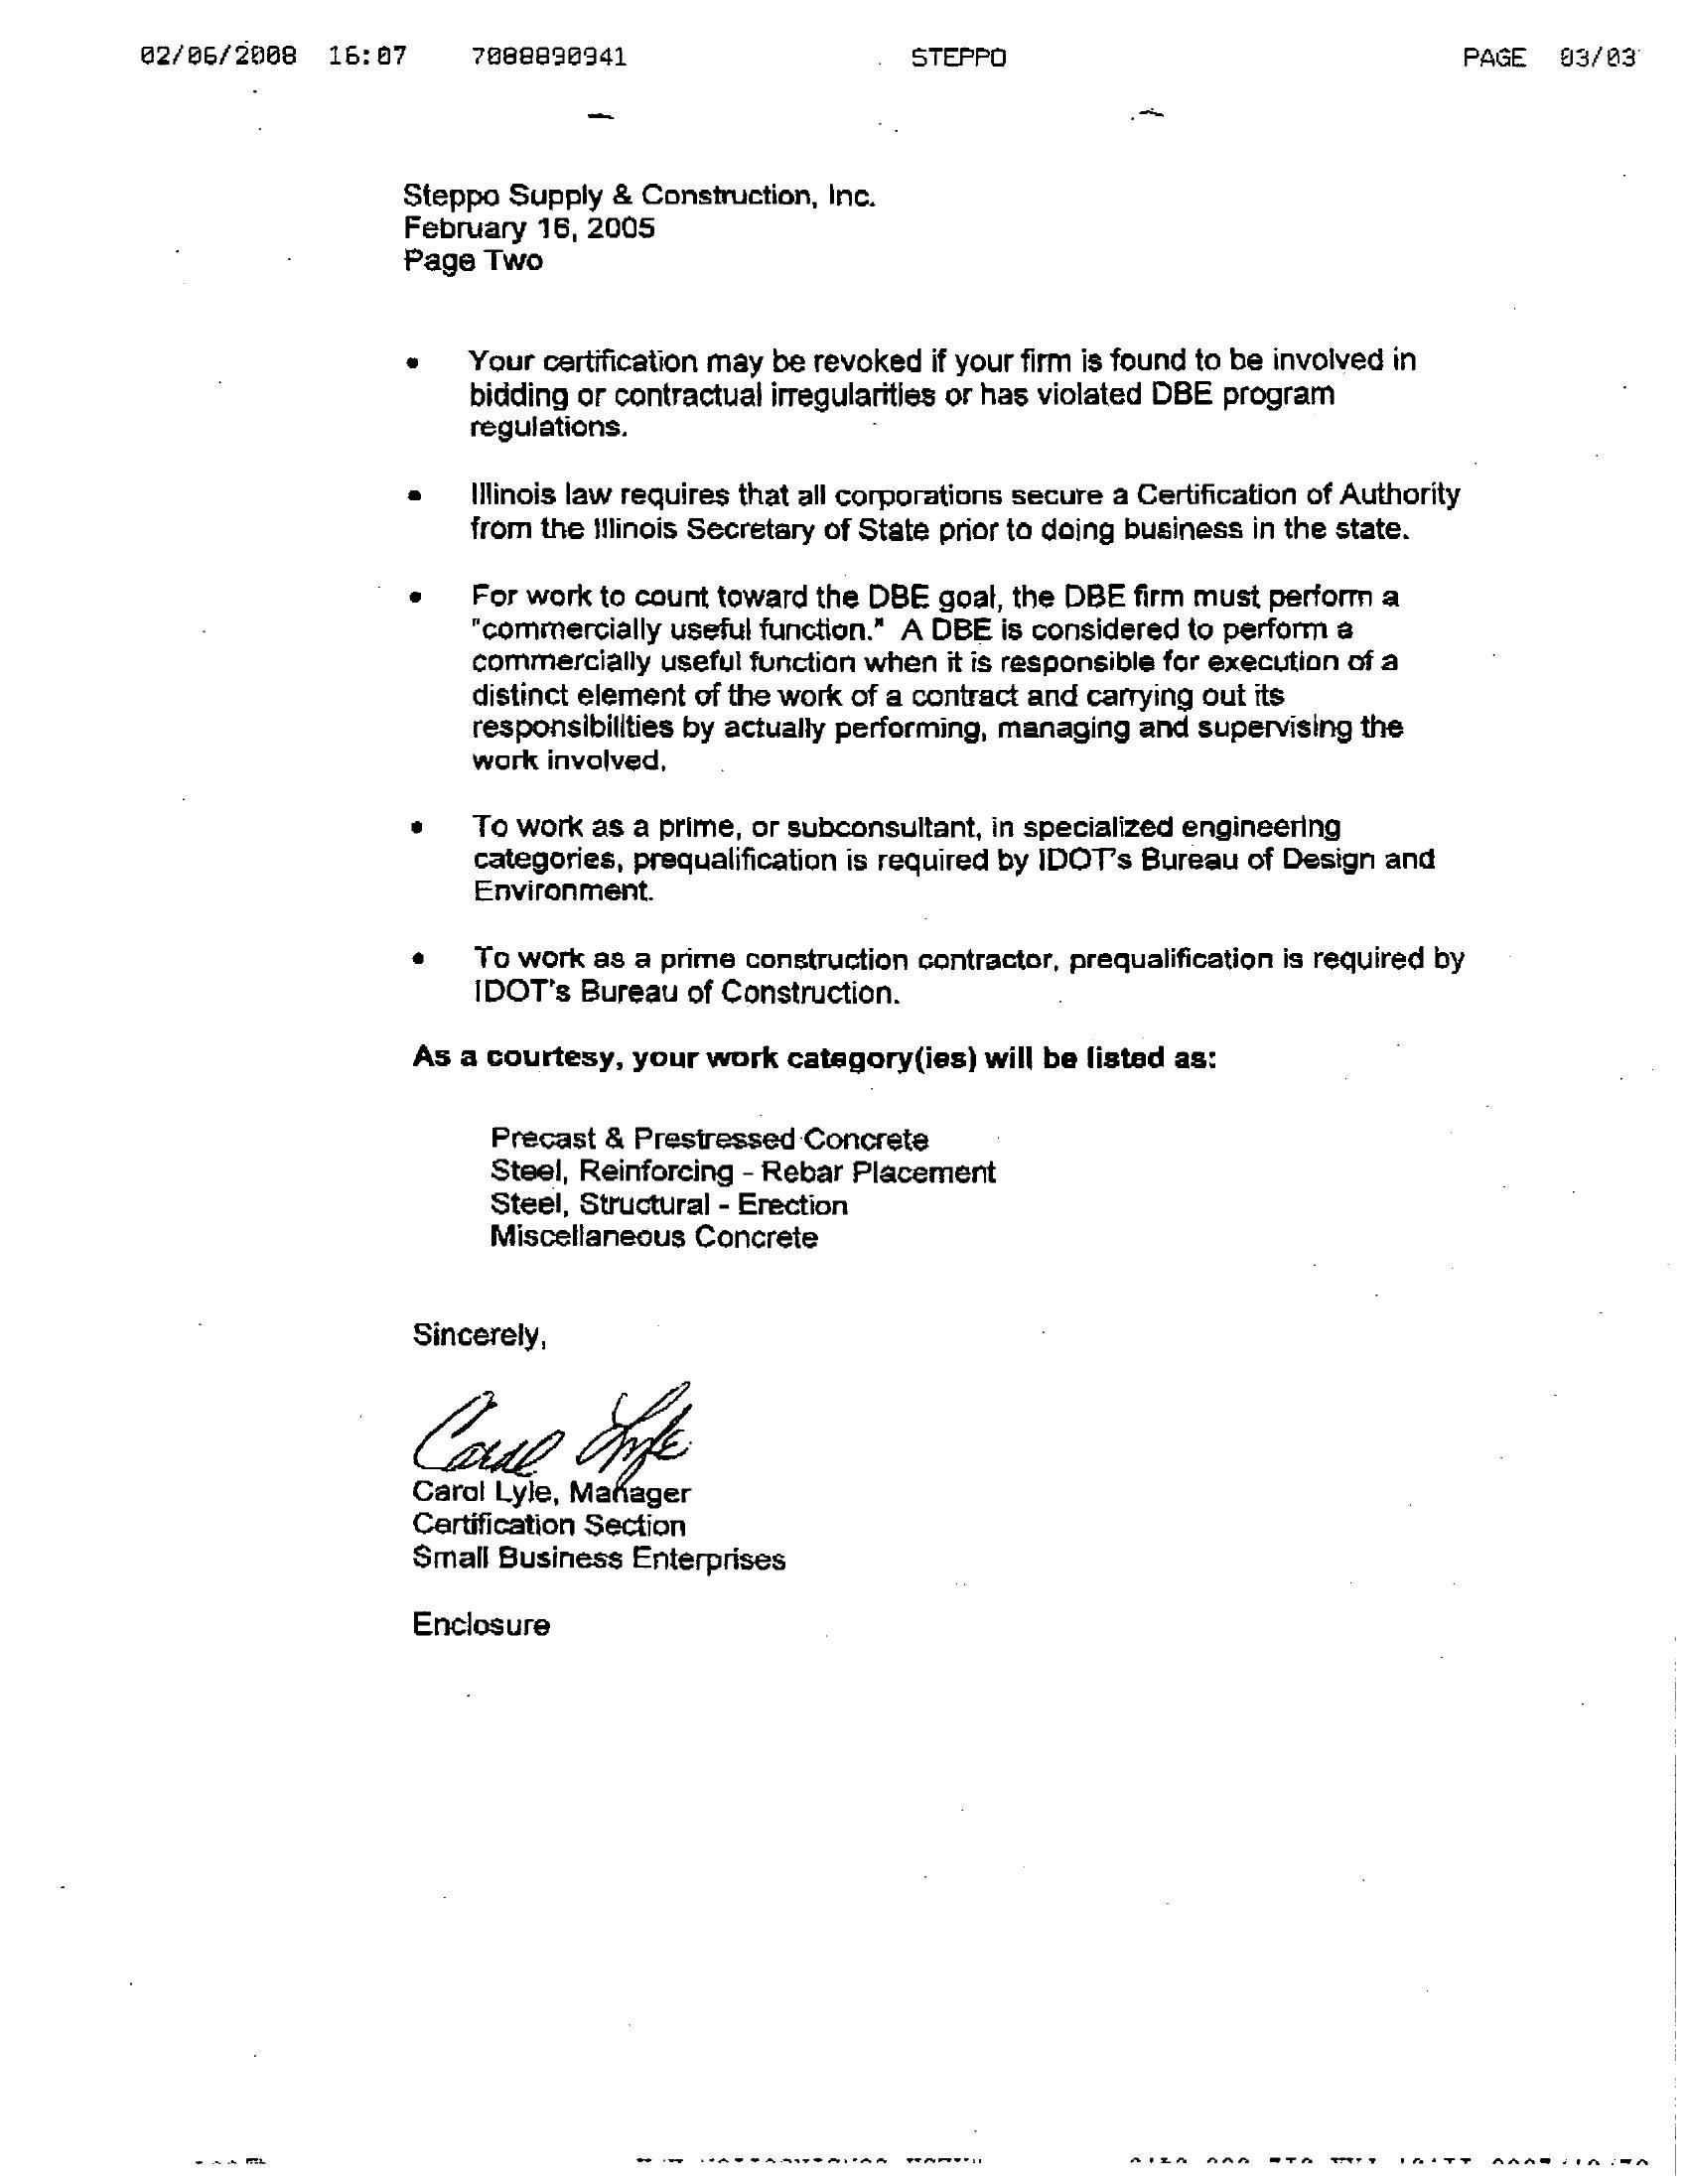 02/06/2008 16:07 7088890941 STEPPO PAGE 03/03
Steppo Supply & Construction, Inc.
February 16, 2005
Page Two
• Your certification may be revoked if your firm is found to be involved in
bidding or contractual irregularities or has violated DBE program
regulations.
• Illinois law requires that all corporations secure a Certification of Authority
from the Illinois Secretary of State prior to doing business in the state.
• For work to count toward the DBE goal, the DBE firm must perform a
"commercially useful function." A DBE is considered to perform a
commercially useful function when it is responsible for execution of a
distinct element of the work of a contract and carrying out its
responsibilities by actually performing, managing and supervising the
work involved.
• To work as a prime, or subconsultant, in specialized engineering
categories, prequalification is required by IDOT's Bureau of Design and
Environment.
• To work as a prime construction contractor, prequalification is required by
IDOT's Bureau of Construction.
As a courtesy, your work category(ies) will be listed as:
Precast & Prestressed Concrete
Steel, Reinforcing - Rebar Placement
Steel, Structural - Erection
Miscellaneous Concrete
Sincerely,
Carol Lyle
Carol Lyle, Manager
Certification Section
Small Business Enterprises
Enclosure